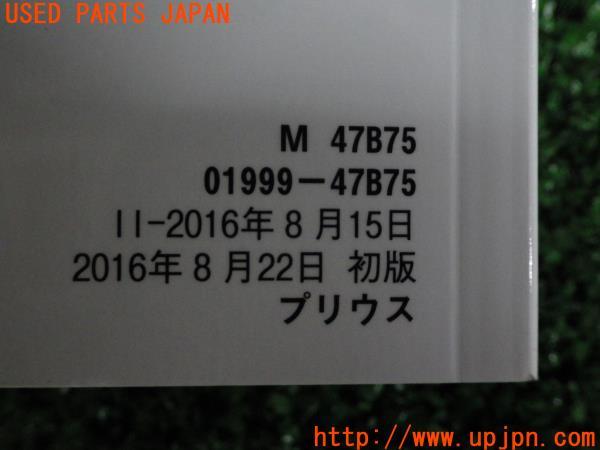 USED PARTS JAPAN
M 47B75
01999-47B75
II-2016年8月15日
2016年8月22日 初版
プリウス
http://www.upjpn.com/